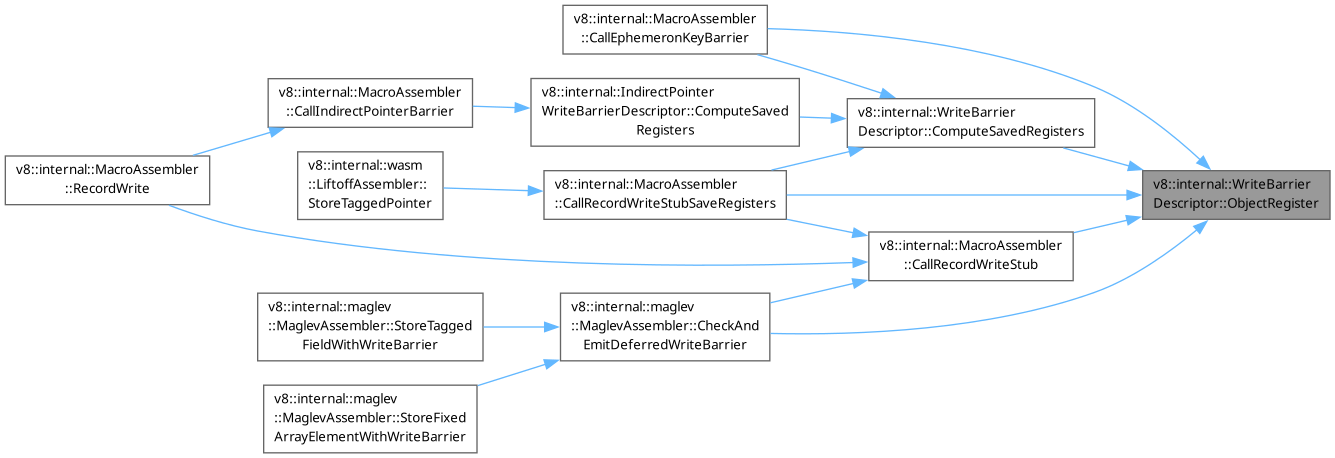 v8::internal::MacroAssembler
::CallEphemeronKeyBarrier
v8::internal::MacroAssembler
::CallIndirectPointerBarrier
v8::internal::IndirectPointer
WriteBarrierDescriptor::ComputeSaved
Registers
v8::internal::WriteBarrier
Descriptor::ComputeSavedRegisters
v8::internal::MacroAssembler
::RecordWrite
v8::internal::wasm
::LiftoffAssembler::
StoreTaggedPointer
v8::internal::MacroAssembler
::CallRecordWriteStubSaveRegisters
v8::internal::WriteBarrier
Descriptor::ObjectRegister
v8::internal::MacroAssembler
::CallRecordWriteStub
v8::internal::maglev
::MaglevAssembler::StoreTagged
FieldWithWriteBarrier
v8::internal::maglev
::MaglevAssembler::CheckAnd
EmitDeferredWriteBarrier
v8::internal::maglev
::MaglevAssembler::StoreFixed
ArrayElementWithWriteBarrier